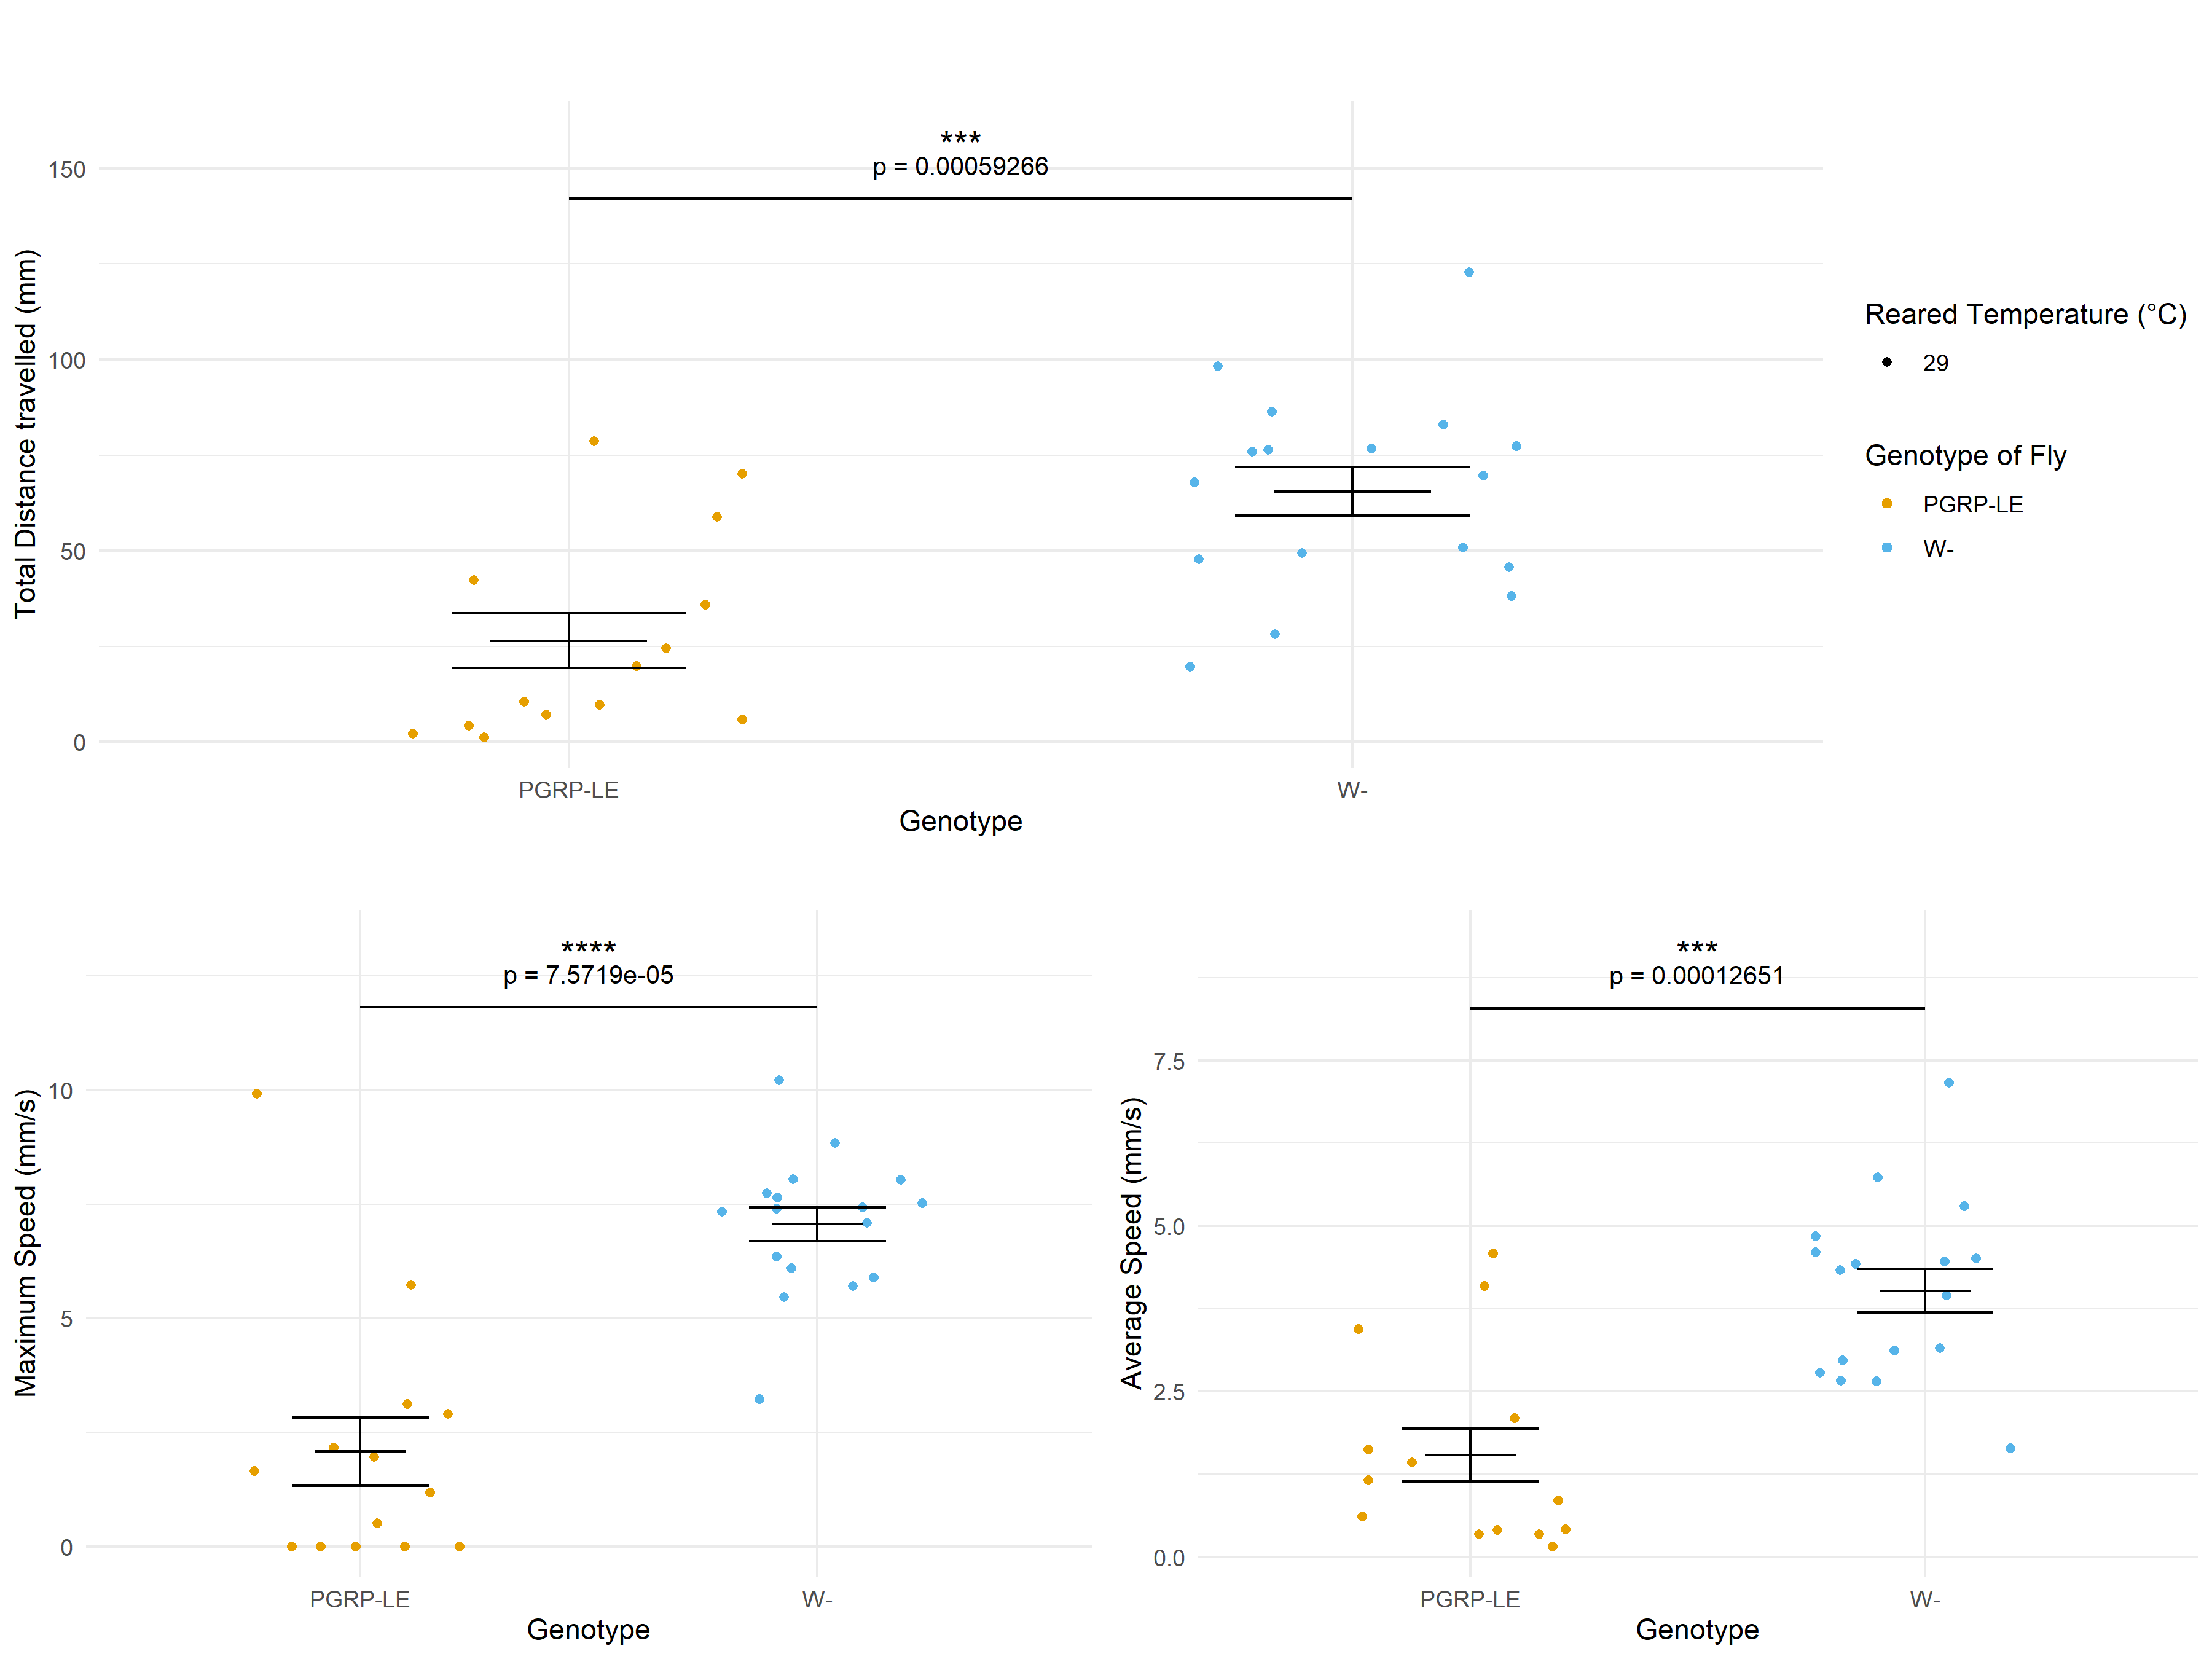 ***
p = 0.00059266
150
100
50
0
Total Distance travelled (mm)
PGRP-LE
W-
Genotype
Reared Temperature (°C)
29
Genotype of Fly
PGRP-LE
W-
****
p = 7.5719e-05
10
5
0
Maximum Speed (mm/s)
PGRP-LE
W-
Genotype
***
p = 0.00012651
7.5
5.0
2.5
0.0
Average Speed (mm/s)
PGRP-LE
W-
Genotype